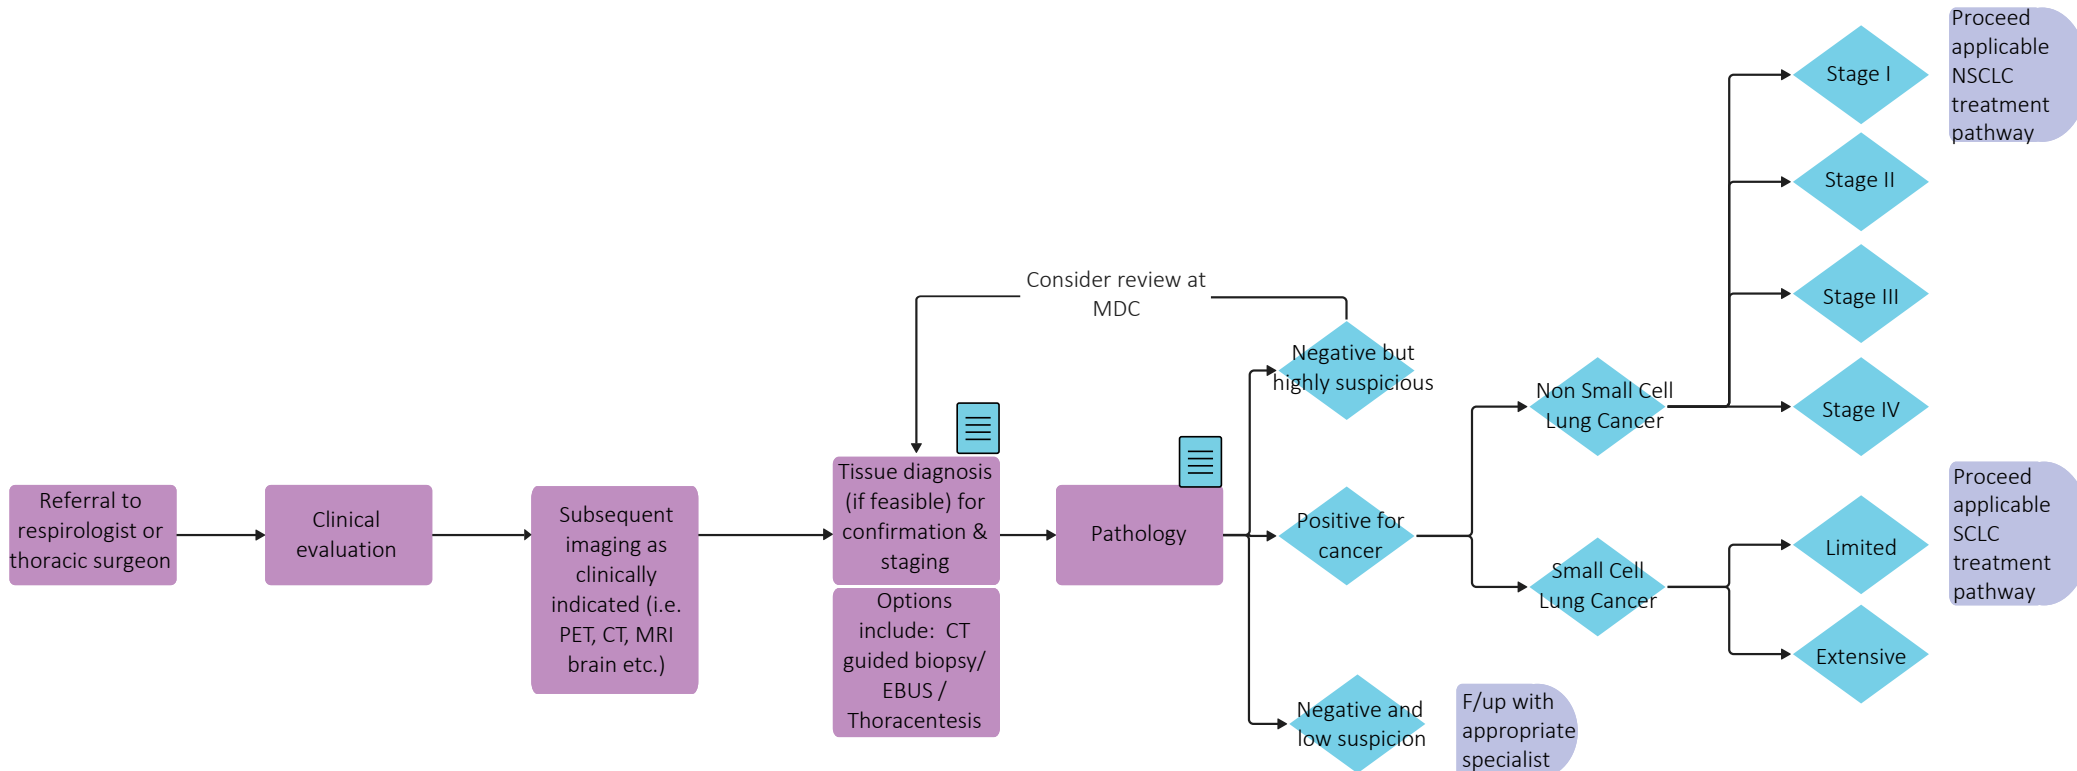 Referral to
respirologist or
thoracic surgeon
Clinical
evaluation
Subsequent
imaging as
clinically
indicated (i.e.
PET, CT, MRI
brain etc.)
Tissue diagnosis
(if feasible) for
confirmation &
staging
Options
include: CT
guided biopsy/
EBUS /
Thoracentesis
Pathology
Consider review at
MDC
Negative but
highly suspicious
Positive for
cancer
Negative and
low suspicion
F/up with
appropriate
specialist
Non Small Cell
Lung Cancer
Small Cell
Lung Cancer
Stage I
Stage II
Stage III
Stage IV
Limited
Extensive
Proceed
applicable
NSCLC
treatment
pathway
Proceed
applicable
SCLC
treatment
pathway